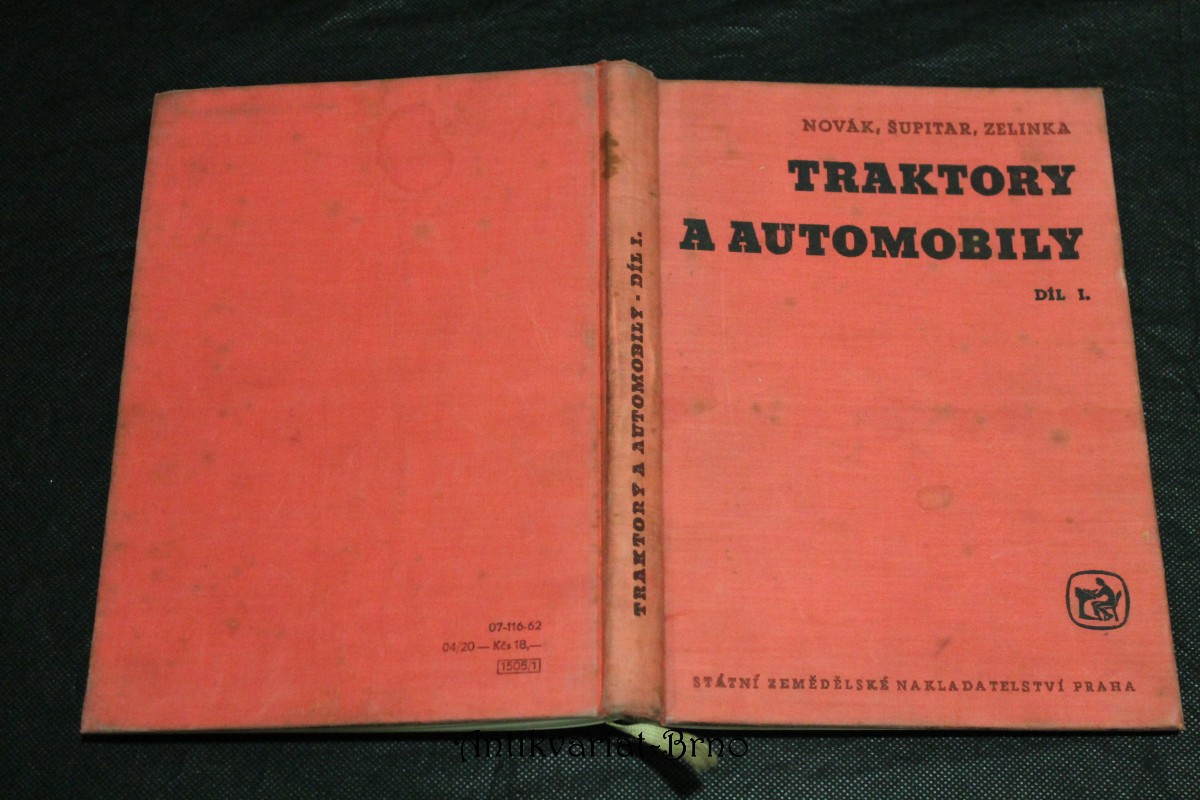 NOVÁK, ŠUPITAR, ZELINKA
TRAKTORY
A AUTOMOBILY
DÍL I.
STÁTNÍ ZEMĚDĚLSKÉ NAKLADATELSTVÍ PRAHA
TRAKTORY A AUTOMOBILY - DÍL I.
07-116-62
04/20 — Kčs 18,—
1505/1
Antikvariat-Brno